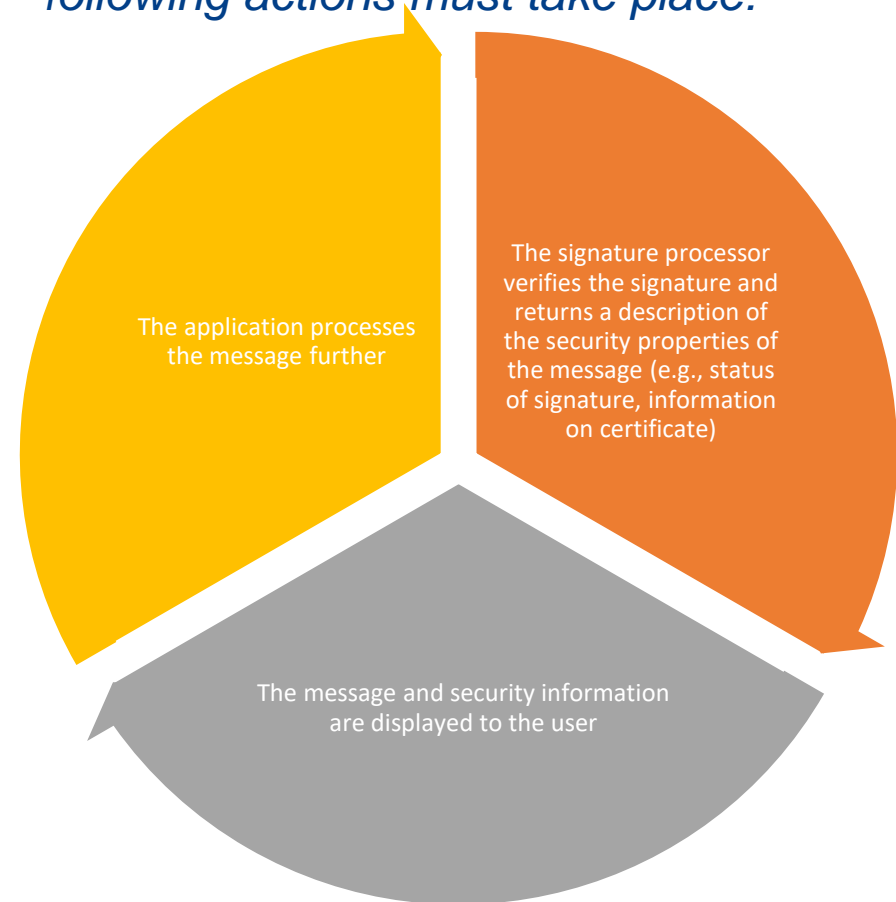 following actions must take place:
The signature processor
verifies the signature and
returns a description of
the security properties of
the message (e.g., status
of signature, information
on certificate)
The message and security information
are displayed to the user
The application processes
the message further